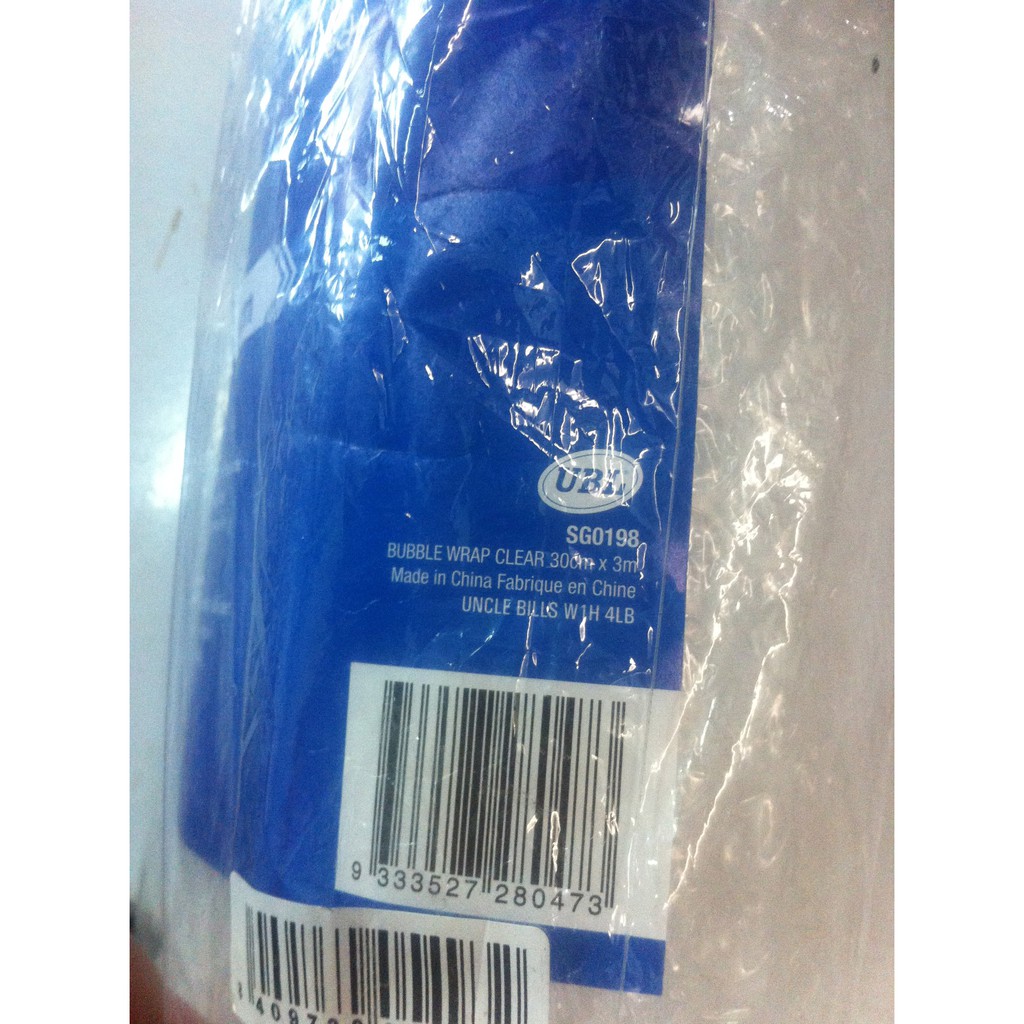 UBL
SG0198
BUBBLE WRAP CLEAR 30cm x 3m
Made in China Fabrique en Chine
UNCLE BILLS W1H 4LB
9 333527 280473